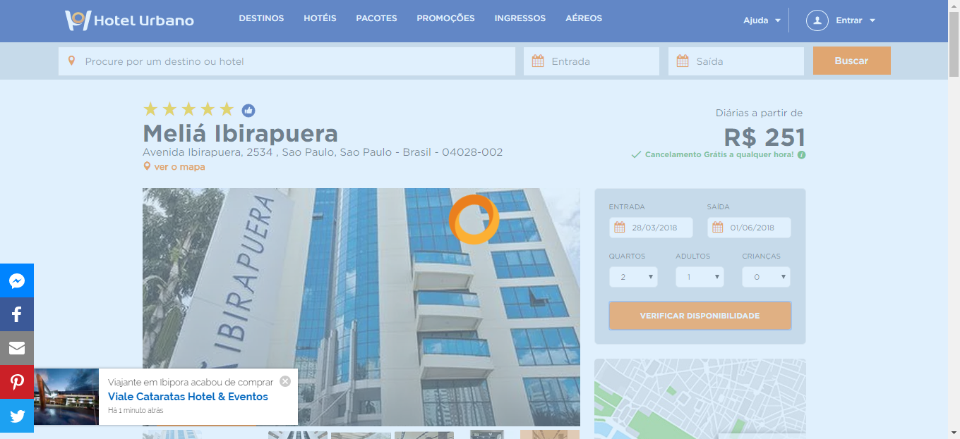 Hotel Urbano
DESTINOS HOTÉIS PACOTES PROMOÇÕES INGRESSOS AÉREOS
Ajuda Entrar
Procure por um destino ou hotel Entrada Saída Buscar
Meliá Ibirapuera
Avenida Ibirapuera, 2534 , Sao Paulo, Sao Paulo - Brasil - 04028-002
ver o mapa
Diárias a partir de
R$ 251
Cancelamento Grátis a qualquer hora!
IBIRAPUERA
ENTRADA SAÍDA
28/03/2018 01/06/2018
QUARTOS ADULTOS CRIANÇAS
2 1 0
VERIFICAR DISPONIBILIDADE
Viajante em Ibipora acabou de comprar
Viale Cataratas Hotel & Eventos
Há 1 minuto atrás